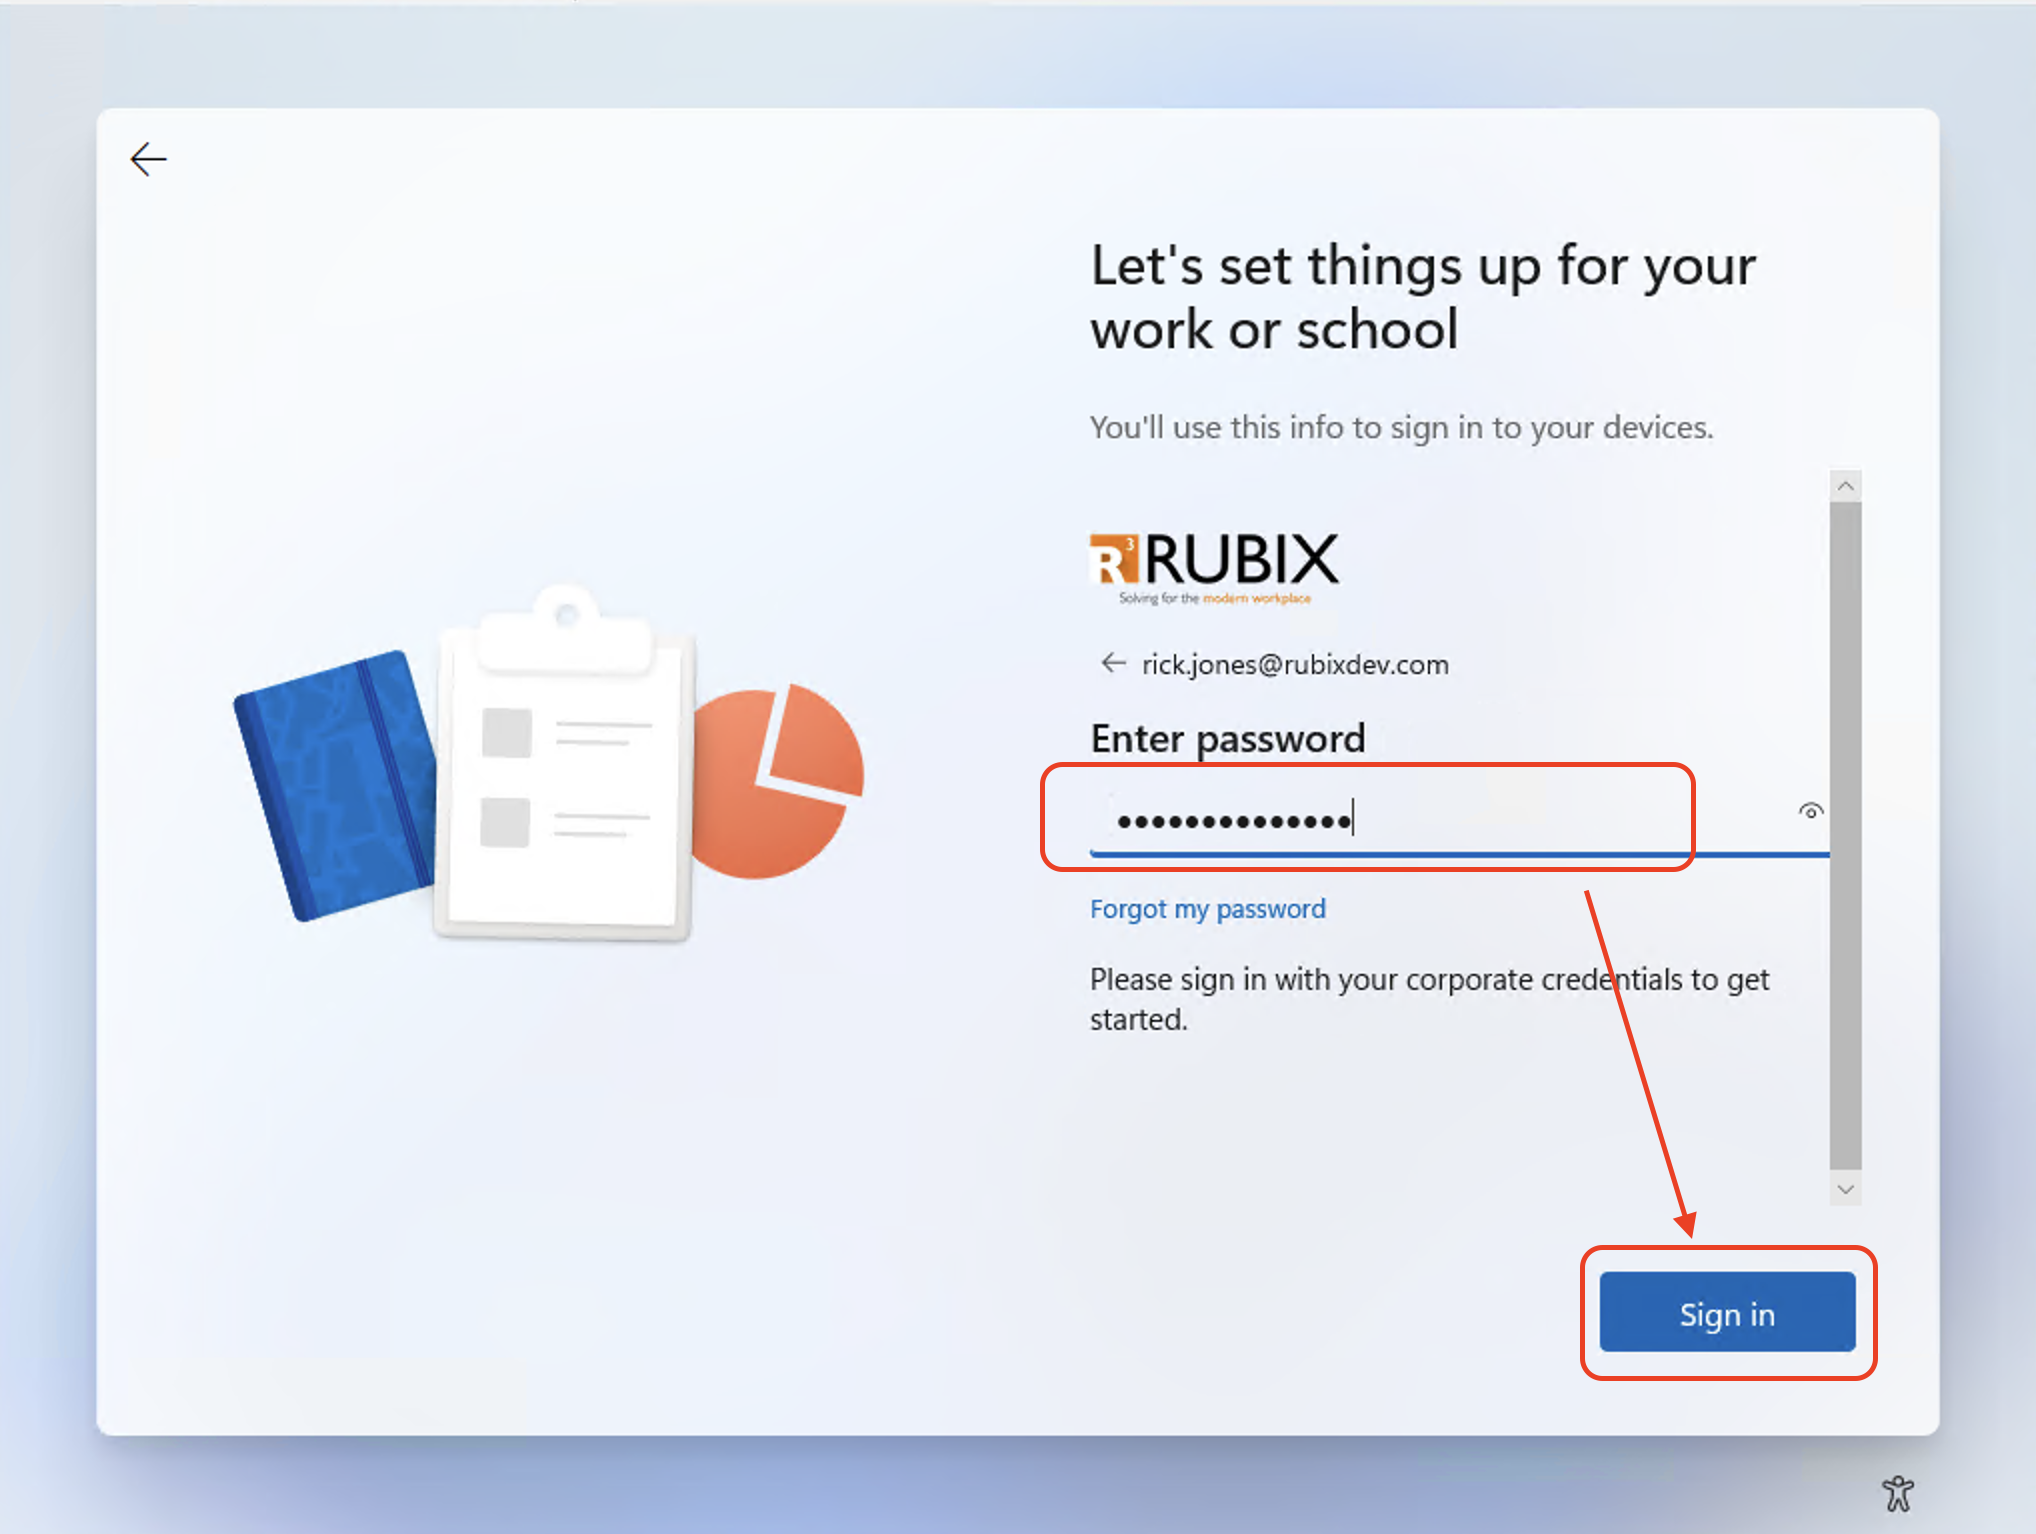 Let's set things up for your
work or school
You'll use this info to sign in to your devices.
R3 RUBIX
Solving for the modern workplace
rick.jones@rubixdev.com
Enter password
Forgot my password
Please sign in with your corporate credentials to get
started.
Sign in